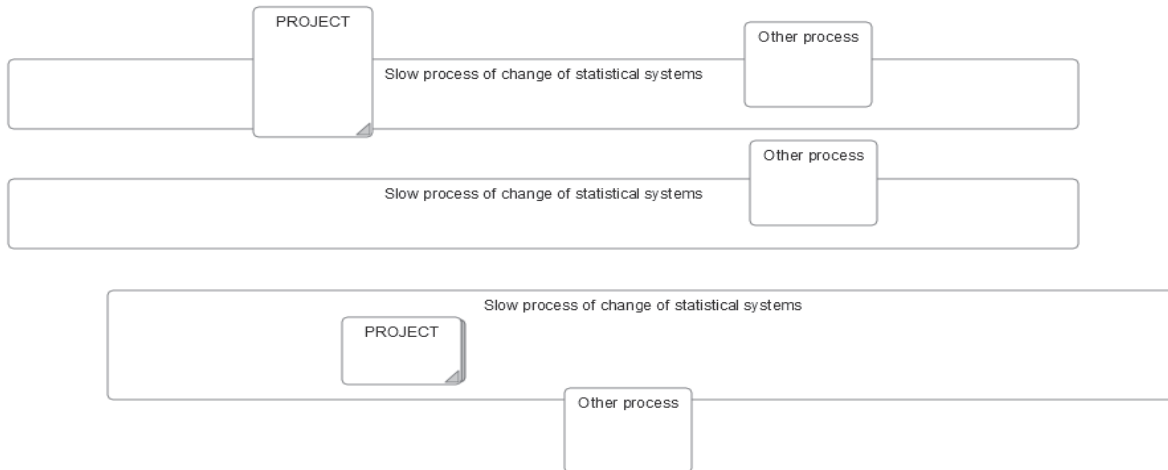 PROJECT
Other process
Slow process of change of statistical systems
Other process
Slow process of change of statistical systems
Slow process of change of statistical systems
PROJECT
Other process